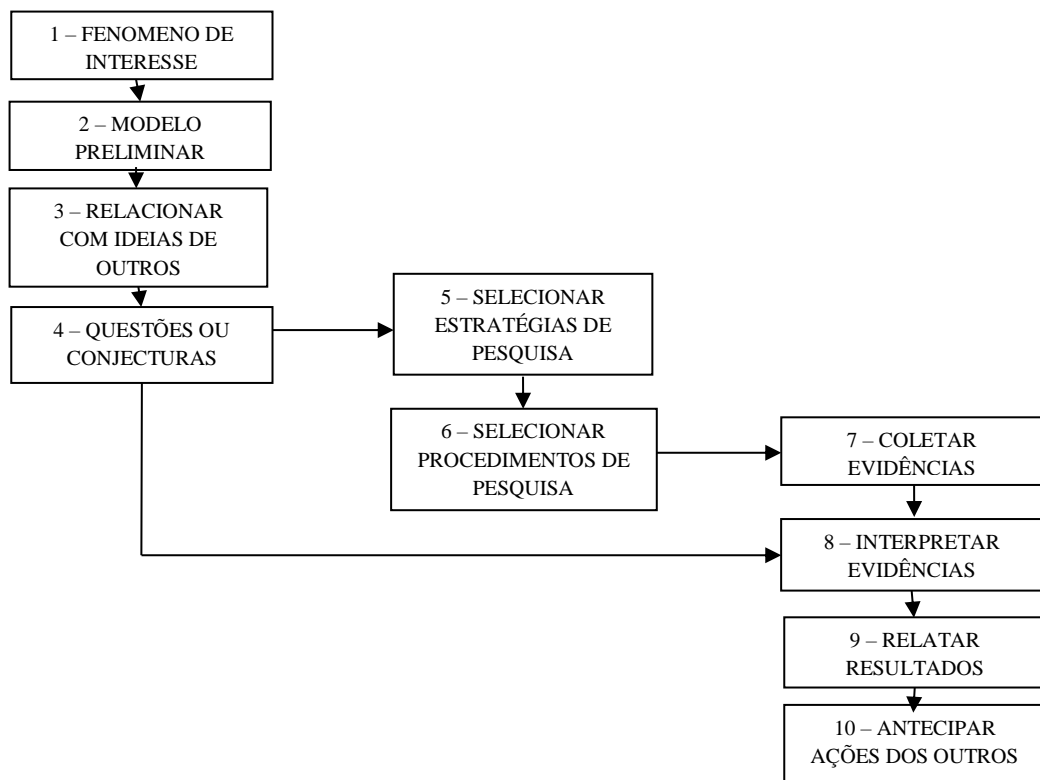 1 – FENOMENO DE
INTERESSE
2 – MODELO
PRELIMINAR
3 – RELACIONAR
COM IDEIAS DE
OUTROS
4 – QUESTÕES OU
CONJECTURAS
5 – SELECIONAR
ESTRATÉGIAS DE
PESQUISA
6 – SELECIONAR
PROCEDIMENTOS DE
PESQUISA
7 – COLETAR
EVIDÊNCIAS
8 – INTERPRETAR
EVIDÊNCIAS
9 – RELATAR
RESULTADOS
10 – ANTECIPAR
AÇÕES DOS OUTROS